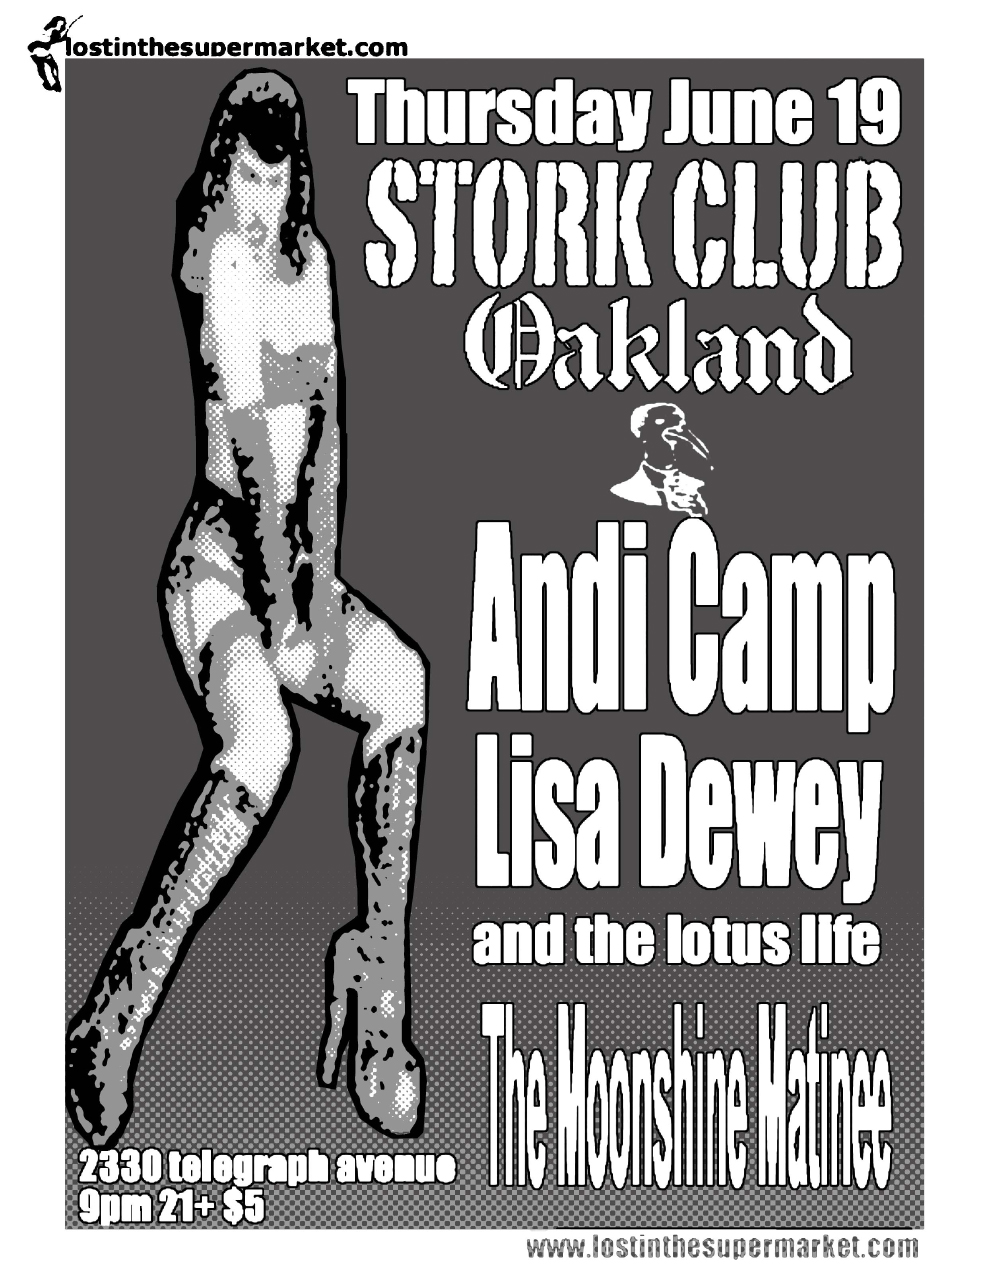 lostinthesupermarket.com
Thursday June 19
STORK CLUB
Oakland
Andi Camp
Lisa Dewey
and the lotus life
The Moonshine Matinee
2330 telegraph avenue
9pm 21+ $5
www.lostinthesupermarket.com